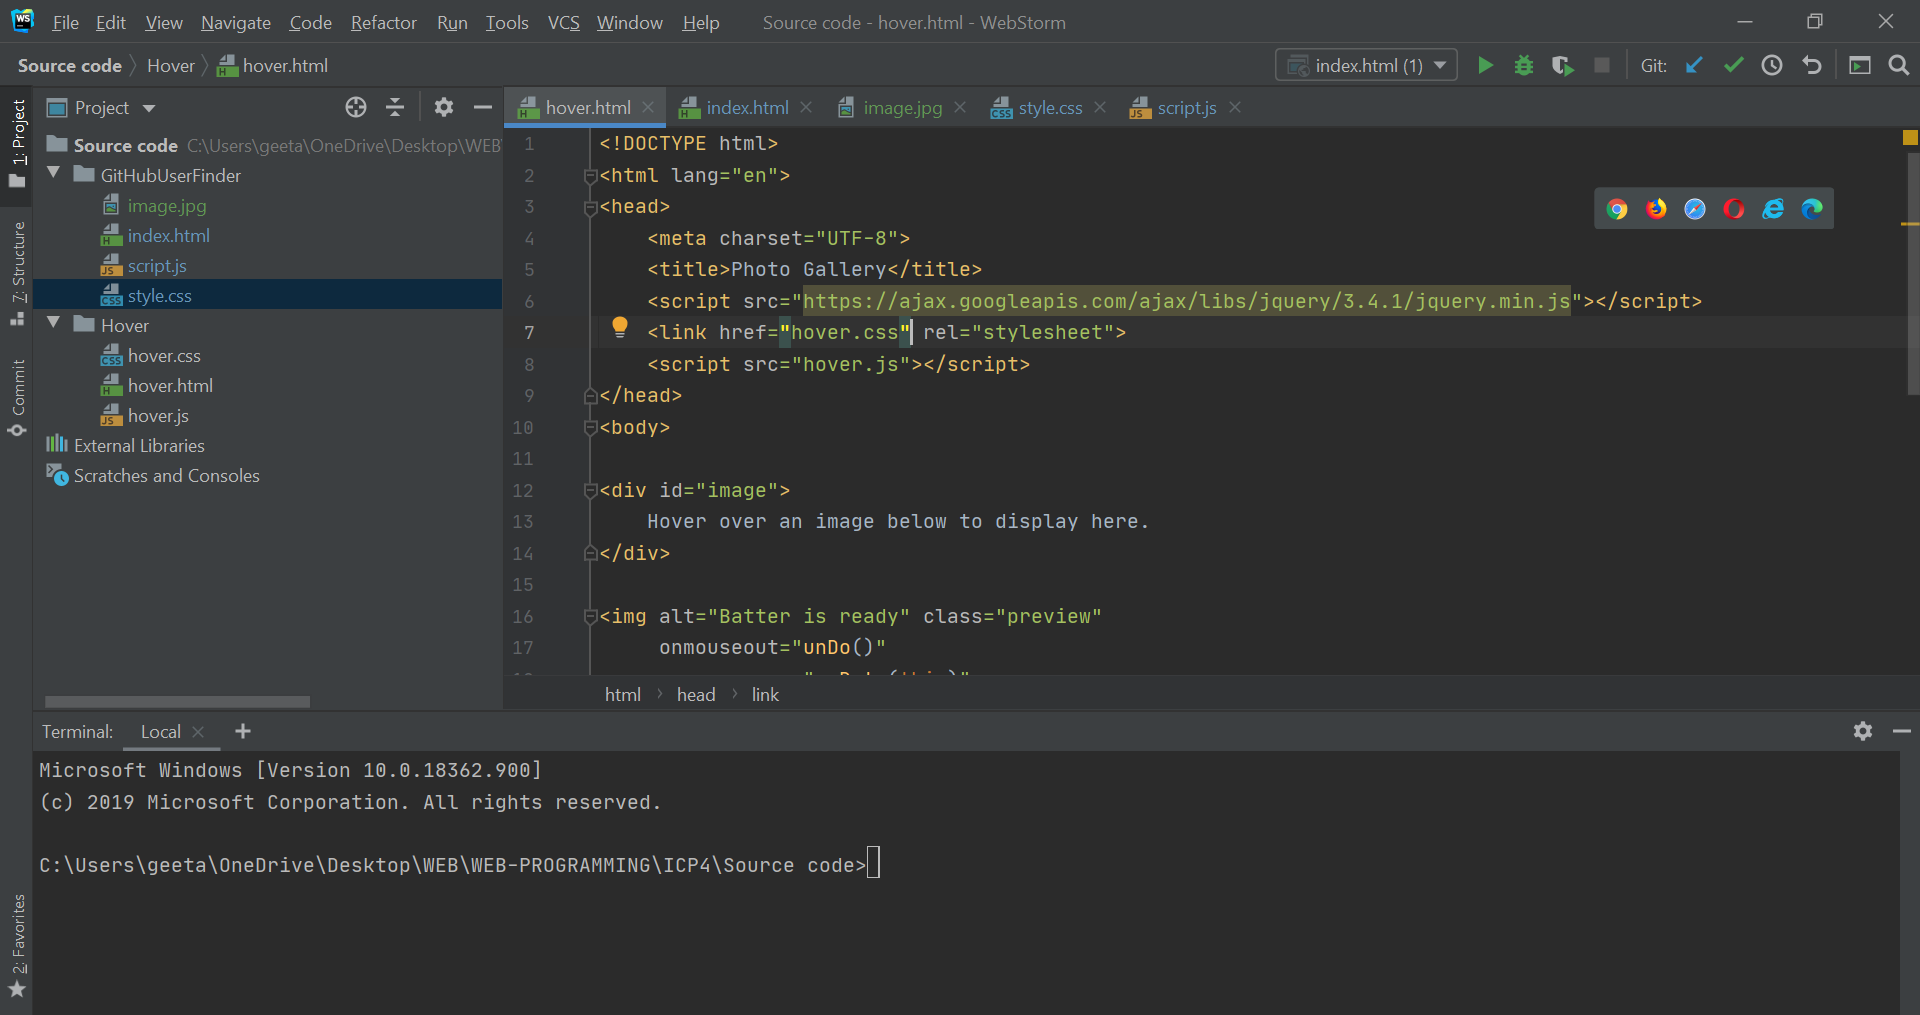 WS File Edit View Navigate Code Refactor Run Tools VCS Window Help Source code - hover.html - WebStorm
Source code Hover hover.html index.html (1) Git:
1: Project
7: Structure
Commit
2: Favorites
Project
Source code C:\Users\geeta\OneDrive\Desktop\WEB
GitHubUserFinder
image.jpg
index.html
script.js
style.css
Hover
hover.css
hover.html
hover.js
External Libraries
Scratches and Consoles
hover.html index.html image.jpg style.css script.js
1 <!DOCTYPE html>
2 <html lang="en">
3 <head>
4 <meta charset="UTF-8">
5 <title>Photo Gallery</title>
6 <script src="https://ajax.googleapis.com/ajax/libs/jquery/3.4.1/jquery.min.js"></script>
7 <link href="hover.css" rel="stylesheet">
8 <script src="hover.js"></script>
9 </head>
10 <body>
11
12 <div id="image">
13 Hover over an image below to display here.
14 </div>
15
16 <img alt="Batter is ready" class="preview"
17 onmouseout="unDo()"
html head link
Terminal: Local
Microsoft Windows [Version 10.0.18362.900]
(c) 2019 Microsoft Corporation. All rights reserved.
C:\Users\geeta\OneDrive\Desktop\WEB\WEB-PROGRAMMING\ICP4\Source code>